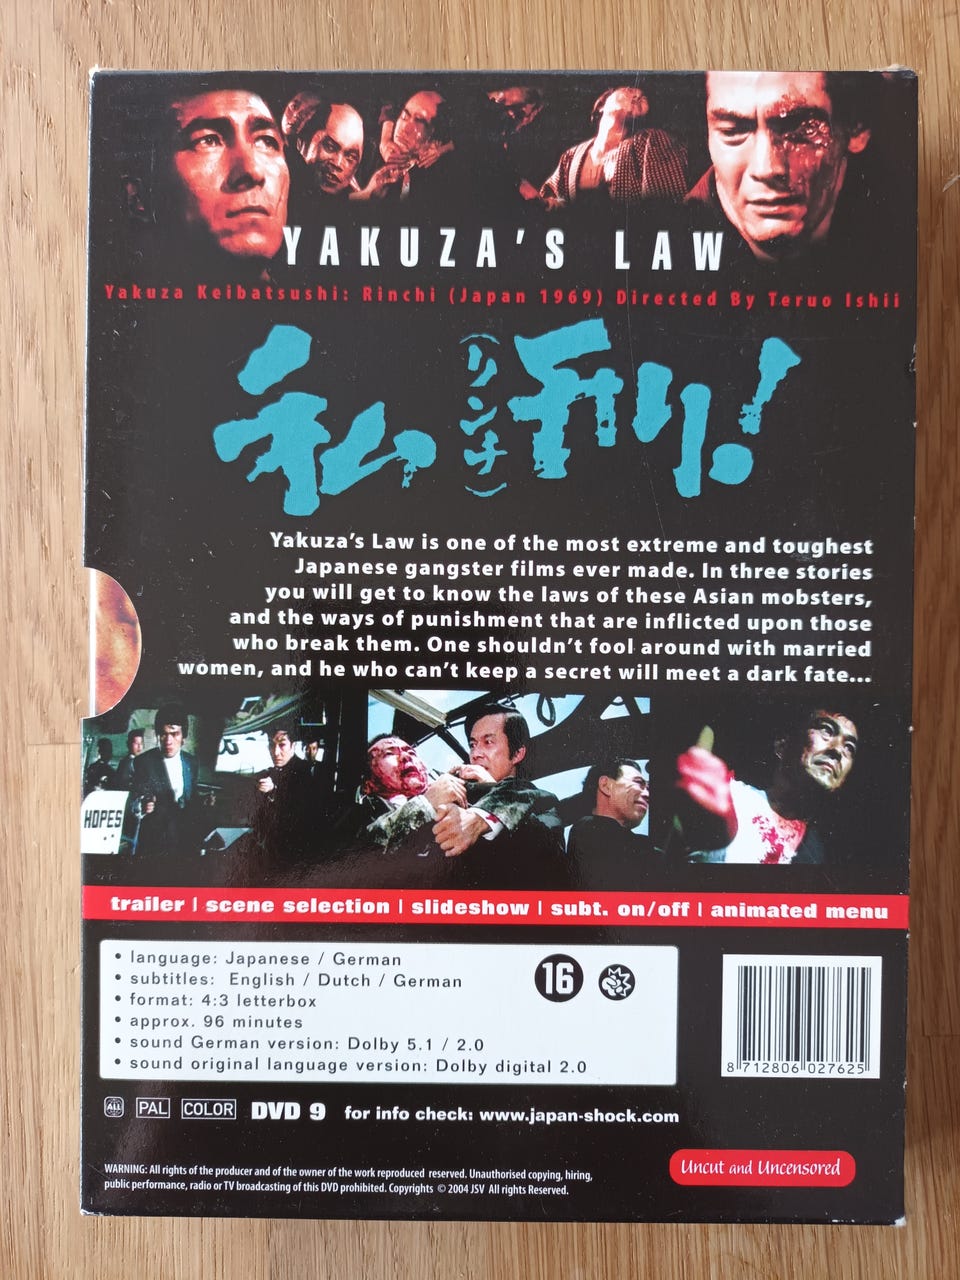 YAKUZA'S LAW
Yakuza Keibatsushi: Rinchi (Japan 1969) Directed By Teruo Ishii
私(リンチ)刑!
Yakuza's Law is one of the most extreme and toughest
Japanese gangster films ever made. In three stories
you will get to know the laws of these Asian mobsters,
and the ways of punishment that are inflicted upon those
who break them. One shouldn't fool around with married
women, and he who can't keep a secret will meet a dark fate...
HOPES
trailer | scene selection | slideshow | subt. on/off | animated menu
• language: Japanese / German
• subtitles: English / Dutch / German
• format: 4:3 letterbox
• approx. 96 minutes
• sound German version: Dolby 5.1 / 2.0
• sound original language version: Dolby digital 2.0
16
8 712806 027625
ALL PAL COLOR DVD 9 for info check: www.japan-shock.com
Uncut and Uncensored
WARNING: All rights of the producer and of the owner of the work reproduced reserved. Unauthorised copying, hiring,
public performance, radio or TV broadcasting of this DVD prohibited. Copyrights © 2004 JSV All rights Reserved.